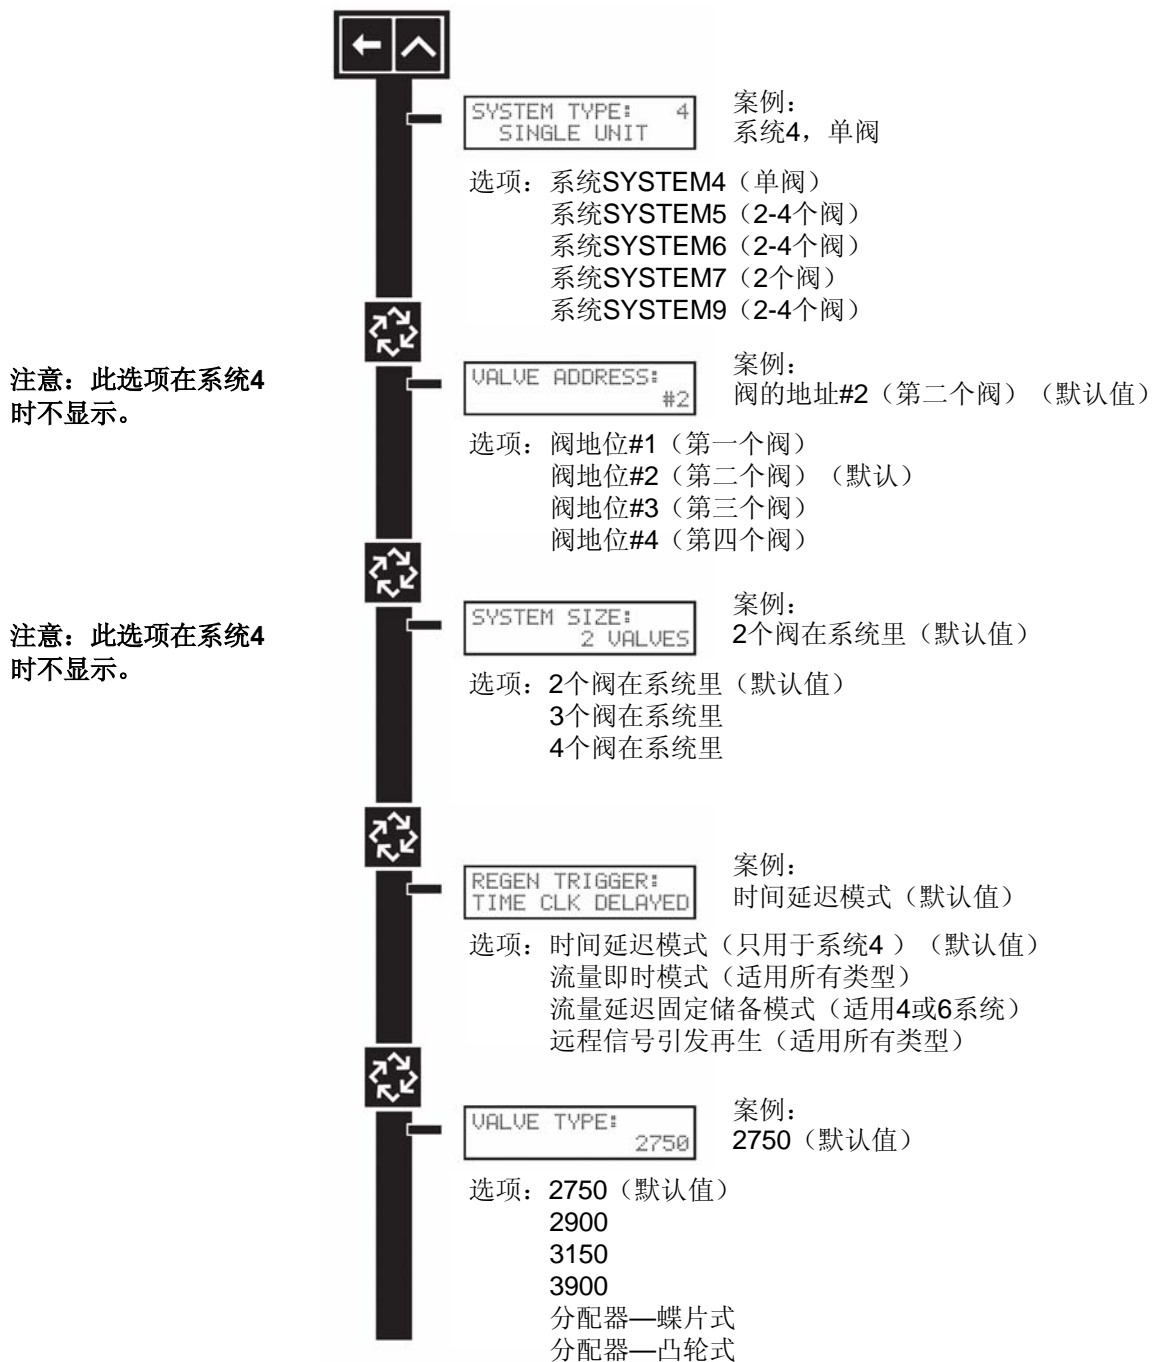 SYSTEM TYPE: 4
SINGLE UNIT
案例：
系统4，单阀
选项：系统SYSTEM4（单阀）
系统SYSTEM5（2-4个阀）
系统SYSTEM6（2-4个阀）
系统SYSTEM7（2个阀）
系统SYSTEM9（2-4个阀）
注意：此选项在系统4
时不显示。
VALVE ADDRESS:
#2
案例：
阀的地址#2（第二个阀）（默认值）
选项：阀地位#1（第一个阀）
阀地位#2（第二个阀）（默认）
阀地位#3（第三个阀）
阀地位#4（第四个阀）
注意：此选项在系统4
时不显示。
SYSTEM SIZE:
2 VALVES
案例：
2个阀在系统里（默认值）
选项：2个阀在系统里（默认值）
3个阀在系统里
4个阀在系统里
REGEN TRIGGER:
TIME CLK DELAYED
案例：
时间延迟模式（默认值）
选项：时间延迟模式（只用于系统4 ）（默认值）
流量即时模式（适用所有类型）
流量延迟固定储备模式（适用4或6系统）
远程信号引发再生（适用所有类型）
VALVE TYPE:
2750
案例：
2750（默认值）
选项：2750（默认值）
2900
3150
3900
分配器—蝶片式
分配器—凸轮式